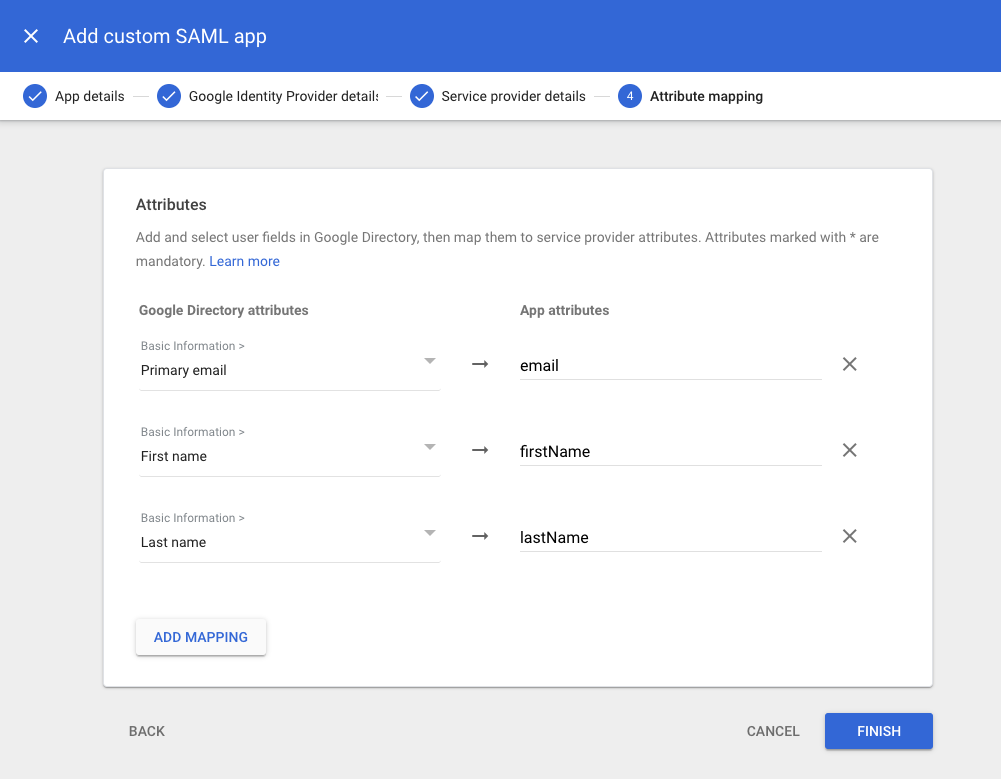 Add custom SAML app
App details
Google Identity Provider details
Service provider details
4
Attribute mapping
Attributes
Add and select user fields in Google Directory, then map them to service provider attributes. Attributes marked with * are
mandatory. Learn more
Google Directory attributes
App attributes
Basic Information >
Primary email
email
Basic Information >
First name
firstName
Basic Information >
Last name
lastName
ADD MAPPING
BACK
CANCEL
FINISH